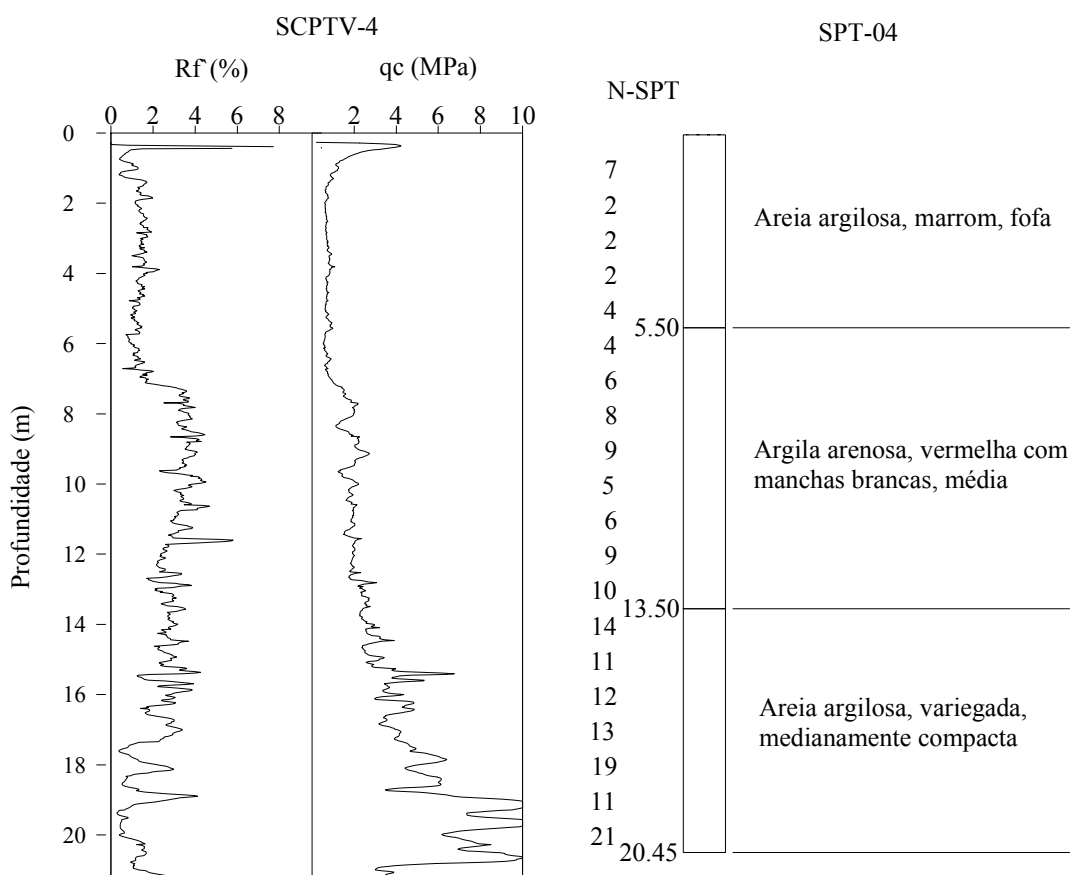 SCPTV-4
SPT-04
Rf (%)
qc (MPa)
N-SPT
0 2 4 6 8
2 4 6 8 10
0
2
4
6
8
10
12
14
16
18
20
Profundidade (m)
7
2
2
2
4
4
6
8
9
5
6
9
10
14
11
12
13
19
11
21
5.50
13.50
20.45
Areia argilosa, marrom, fofa
Argila arenosa, vermelha com
manchas brancas, média
Areia argilosa, variegada,
medianamente compacta